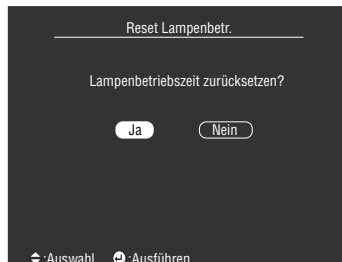 Reset Lampenbetr.
Lampenbetriebszeit zurücksetzen?
Ja Nein
:Auswahl :Ausführen